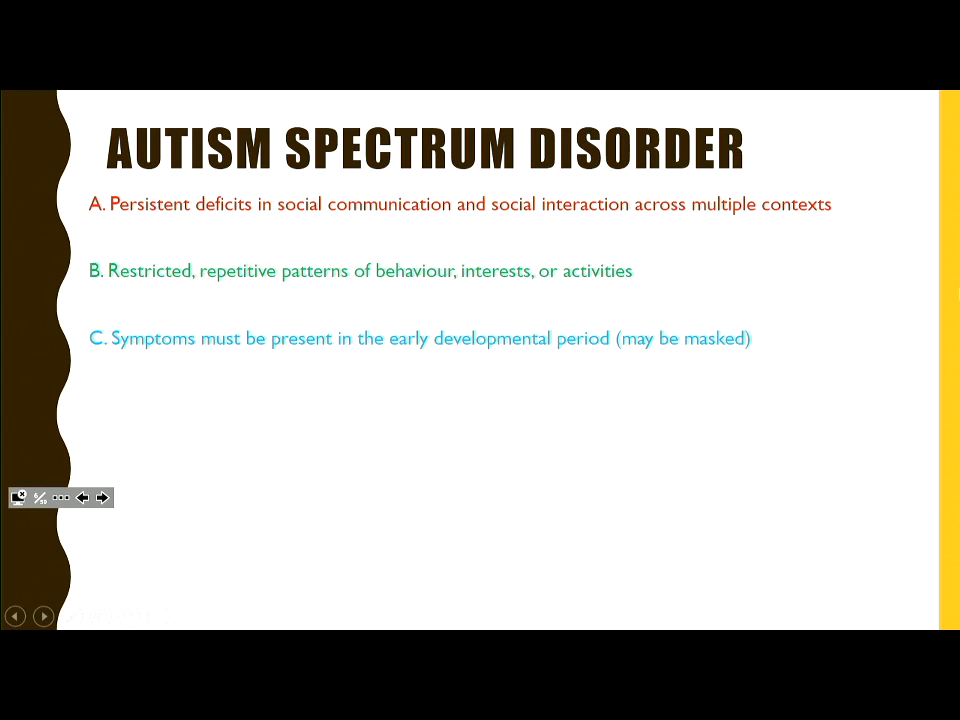 AUTISM SPECTRUM DISORDER
A. Persistent deficits in social communication and social interaction across multiple contexts
B. Restricted, repetitive patterns of behaviour, interests, or activities
C. Symptoms must be present in the early developmental period (may be masked)